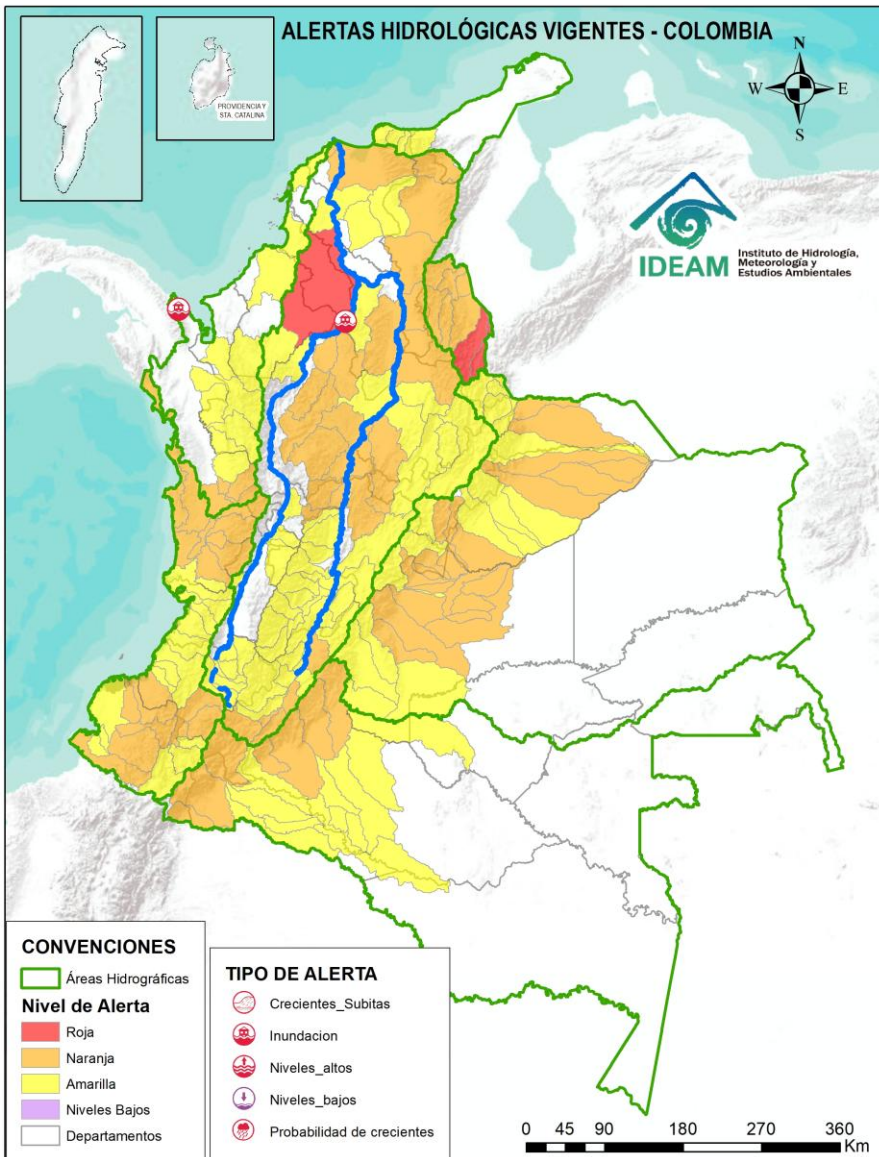 ALERTAS HIDROLÓGICAS VIGENTES - COLOMBIA
PROVIDENCIA Y
STA. CATALINA
N
W
E
S
IDEAM
Instituto de Hidrología,
Meteorología y
Estudios Ambientales
CONVENCIONES
Áreas Hidrográficas
Nivel de Alerta
Roja
Naranja
Amarilla
Niveles Bajos
Departamentos
TIPO DE ALERTA
Crecientes_Subitas
Inundacion
Niveles_altos
Niveles_bajos
Probabilidad de crecientes
0 45 90 180 270 360
Km